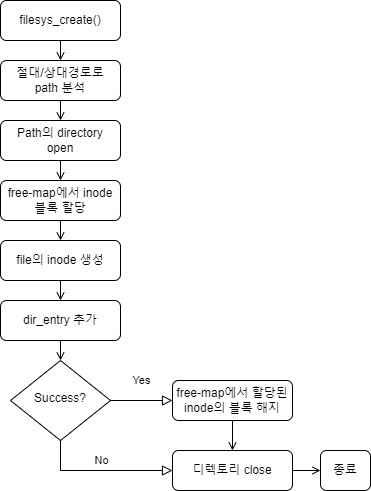 filesys_create()
절대/상대경로로
path 분석
Path의 directory
open
free-map에서 inode
블록 할당
file의 inode 생성
dir_entry 추가
Success?
Yes
free-map에서 할당된
inode의 블록 해지
No
디렉토리 close
종료